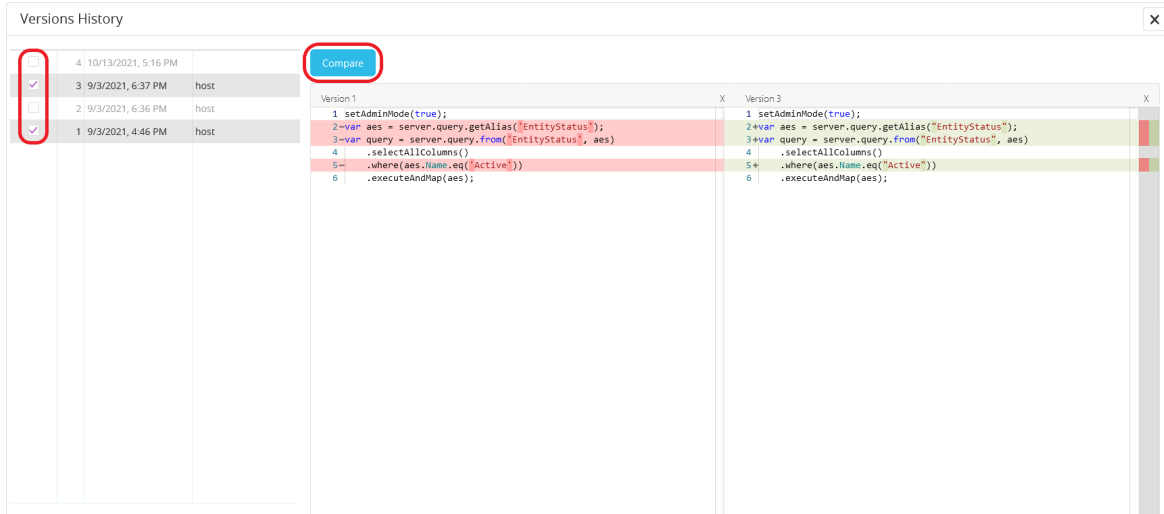 Versions History X
4 10/13/2021, 5:16 PM
3 9/3/2021, 6:37 PM host
2 9/3/2021, 6:36 PM host
1 9/3/2021, 4:46 PM host
Compare
Version 1 X
1 setAdminMode(true);
2-var aes = server.query.getAlias('EntityStatus');
3-var query = server.query.from('EntityStatus', aes)
4 .selectAllColumns()
5- .where(aes.Name.eq('Active'))
6 .executeAndMap(aes);
Version 3 X
1 setAdminMode(true);
2+var aes = server.query.getAlias("EntityStatus");
3+var query = server.query.from("EntityStatus", aes)
4 .selectAllColumns()
5+ .where(aes.Name.eq("Active"))
6 .executeAndMap(aes);